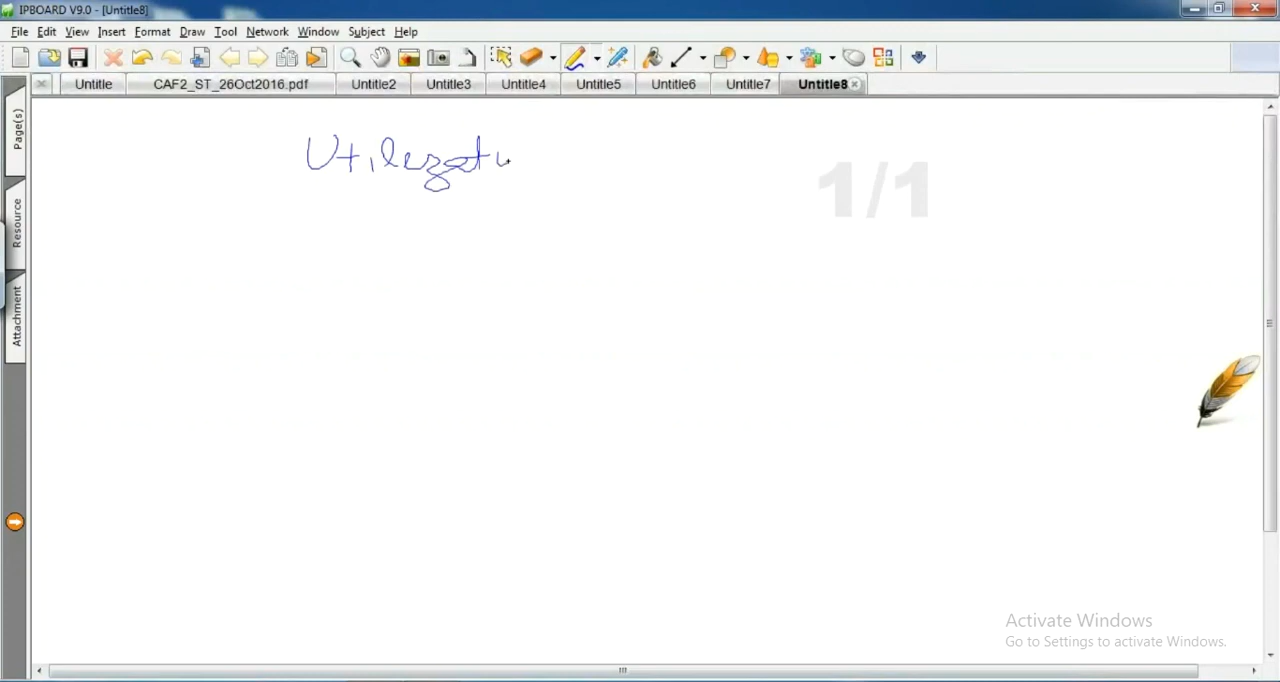 IPBOARD V9.0 - [Untitle8]
File Edit View Insert Format Draw Tool Network Window Subject Help
Untitle CAF2_ST_26Oct2016.pdf Untitle2 Untitle3 Untitle4 Untitle5 Untitle6 Untitle7 Untitle8
Page(s)
Resource
Attachment
Utilizati
1/1
Activate Windows
Go to Settings to activate Windows.